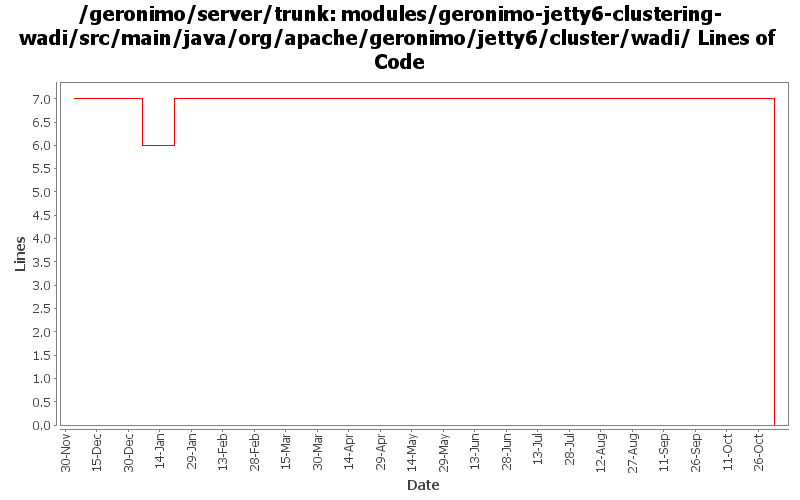 /geronimo/server/trunk: modules/geronimo-jetty6-clustering-
wadi/src/main/java/org/apache/geronimo/jetty6/cluster/wadi/ Lines of
Code
7.0
6.5
6.0
5.5
5.0
4.5
4.0
3.5
3.0
2.5
2.0
1.5
1.0
0.5
0.0
Lines
30-Nov
15-Dec
30-Dec
14-Jan
29-Jan
13-Feb
28-Feb
15-Mar
30-Mar
14-Apr
29-Apr
14-May
29-May
13-Jun
28-Jun
13-Jul
28-Jul
12-Aug
27-Aug
11-Sep
26-Sep
11-Oct
26-Oct
Date